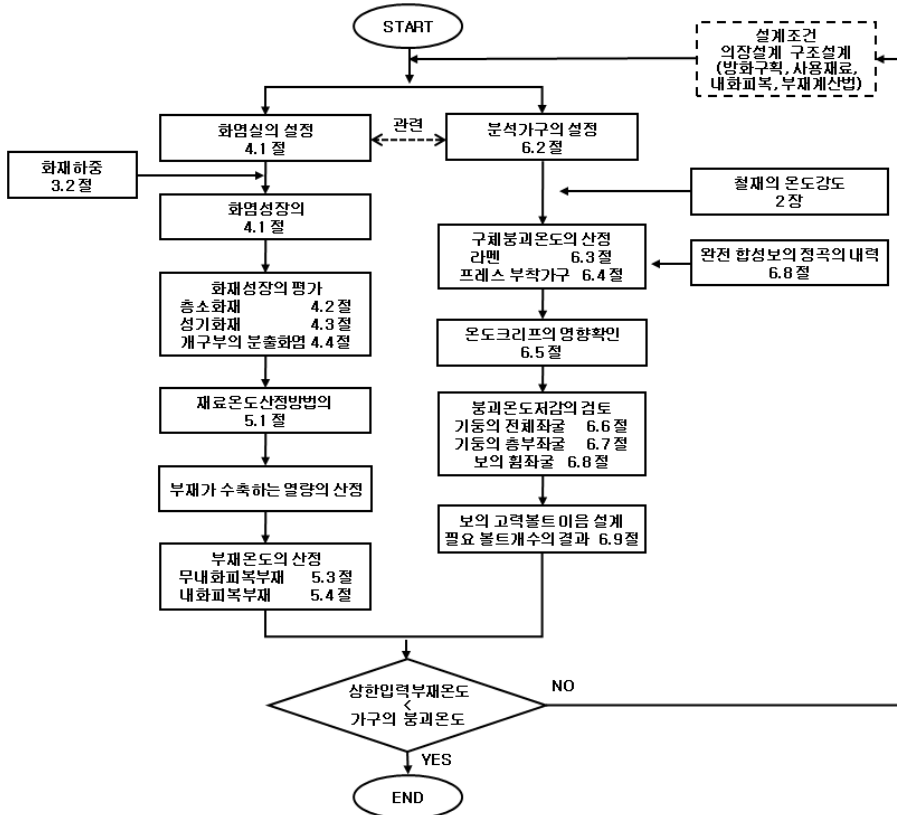 START
설계조건
의장설계 구조설계
(방화구획, 사용재료,
내화피복, 부재계산법)
화염실의 설정
4.1 절
관련
분석가구의 설정
6.2 절
화재하중
3.2 절
철재의 온도강도
2 장
화염성장의
4.1 절
구체붕괴온도의 산정
라멘 6.3 절
프레스 부착가구 6.4 절
완전 합성보의 정곡의 내력
6.8 절
화재성장의 평가
층소화재 4.2 절
성기화재 4.3 절
개구부의 분출화염 4.4 절
온도크리프의 영향확인
6.5 절
재료온도산정방법의
5.1 절
붕괴온도저감의 검토
기둥의 전체좌굴 6.6 절
기둥의 층부좌굴 6.7 절
보의 휨좌굴 6.8 절
부재가 수축하는 열량의 산정
보의 고력볼트 이음 설계
필요 볼트개수의 결과 6.9 절
부재온도의 산정
무내화피복부재 5.3 절
내화피복부재 5.4 절
상한입력부재온도
<
가구의 붕괴온도
NO
YES
END